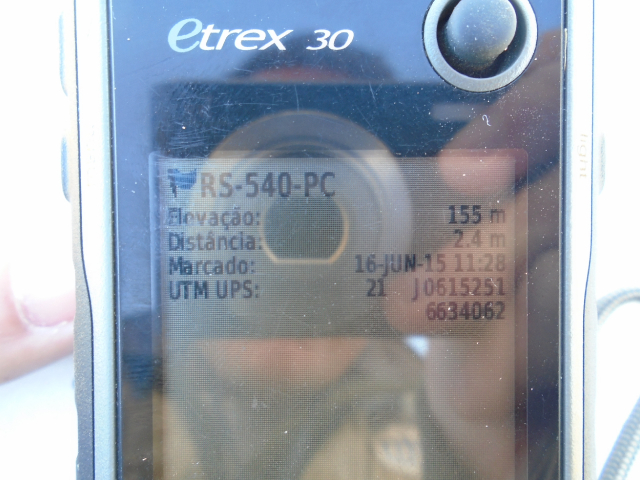 etrex 30
RS-540-PC
Elevação: 155 m
Distância: 2.4 m
Marcado: 16-JUN-15 11:28
UTM UPS: 21 J 0615251
6634062